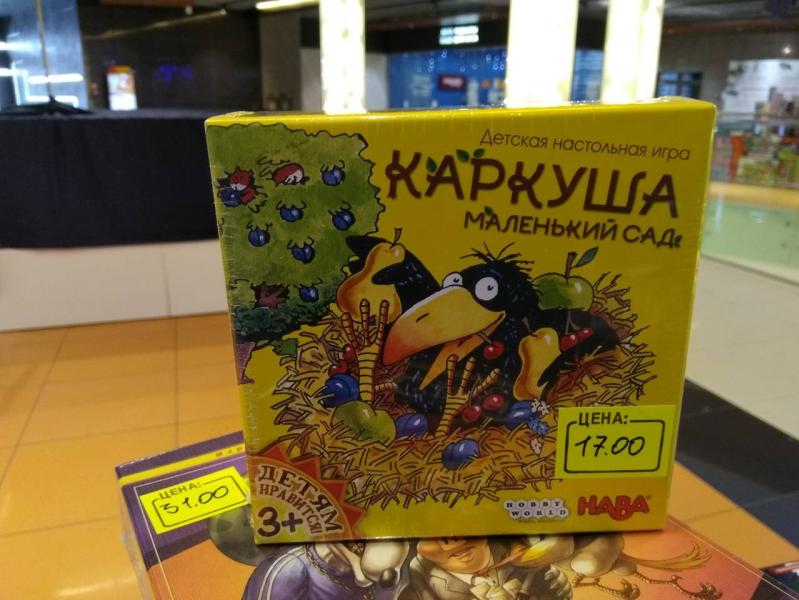 Детская настольная игра
КАРКУША
МАЛЕНЬКИЙ САД
ЦЕНА:
17.00
ДЕТЯМ
НРАВИТСЯ!
3+
HOBBY
WORLD
HABA
ЦЕНА:
31.00